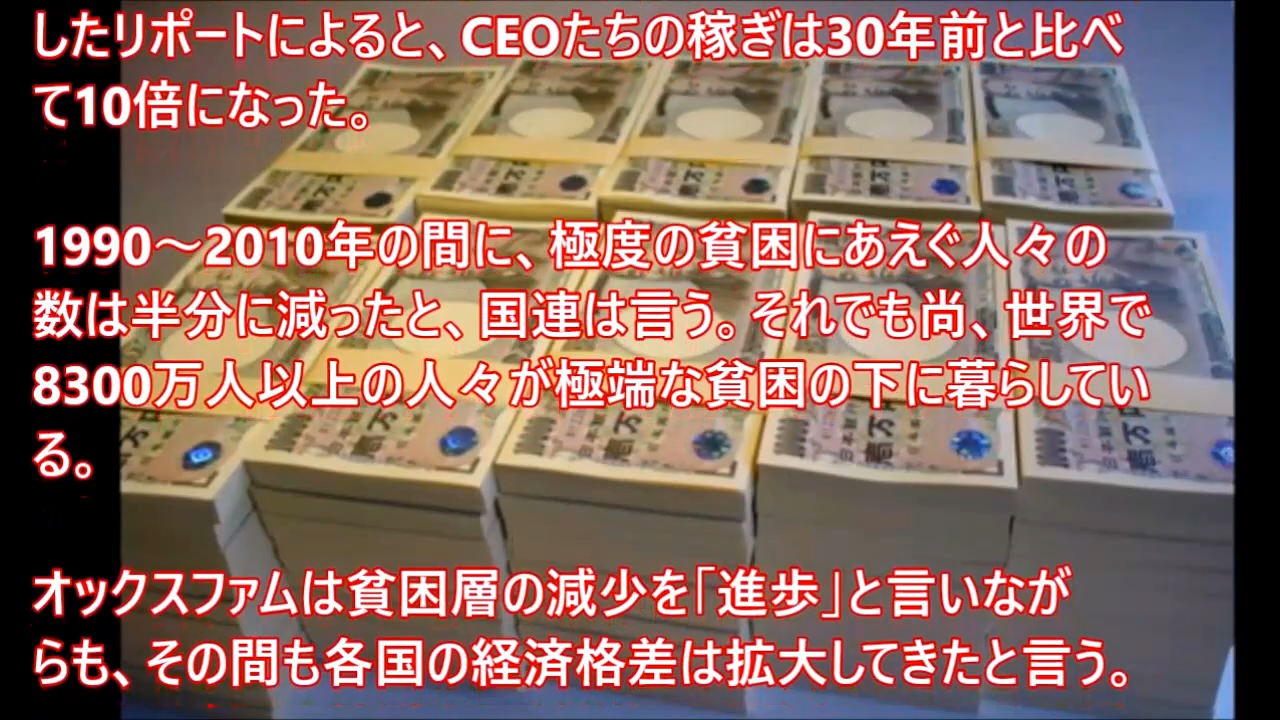 したリポートによると、CEOたちの稼ぎは30年前と比べ
て10倍になった。
1990～2010年の間に、極度の貧困にあえぐ人々の
数は半分に減ったと、国連は言う。それでも尚、世界で
8300万人以上の人々が極端な貧困の下に暮らしてい
る。
オックスファムは貧困層の減少を「進歩」と言いなが
らも、その間も各国の経済格差は拡大してきたと言う。